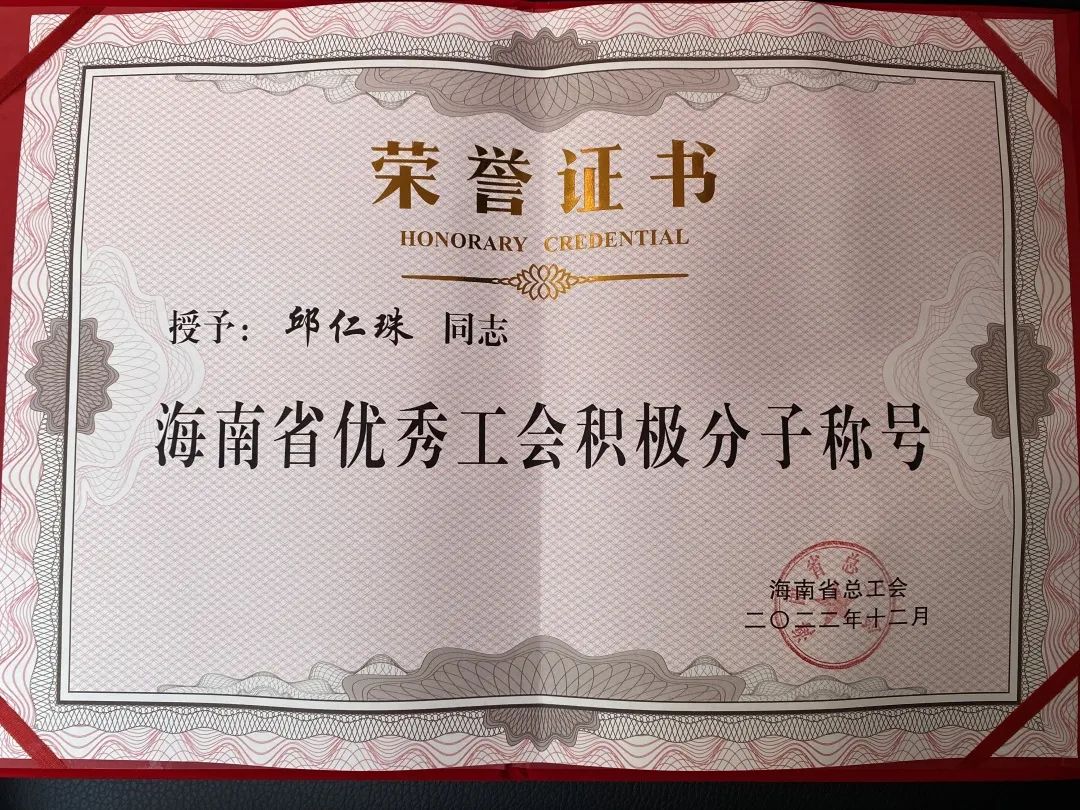 荣誉证书
HONORARY CREDENTIAL
授予：邱仁珠 同志
海南省优秀工会积极分子称号
海南省总工会
二〇二二年十二月